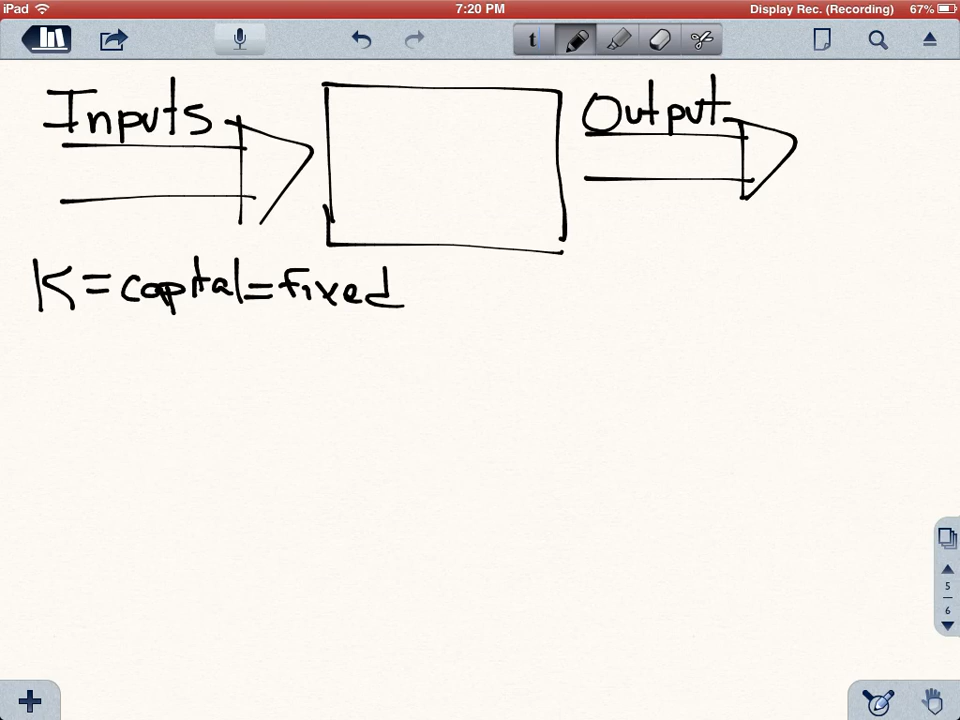 iPad 7:20 PM Display Rec. (Recording) 67%
t
Inputs Output
K = capital = fixed
5
6